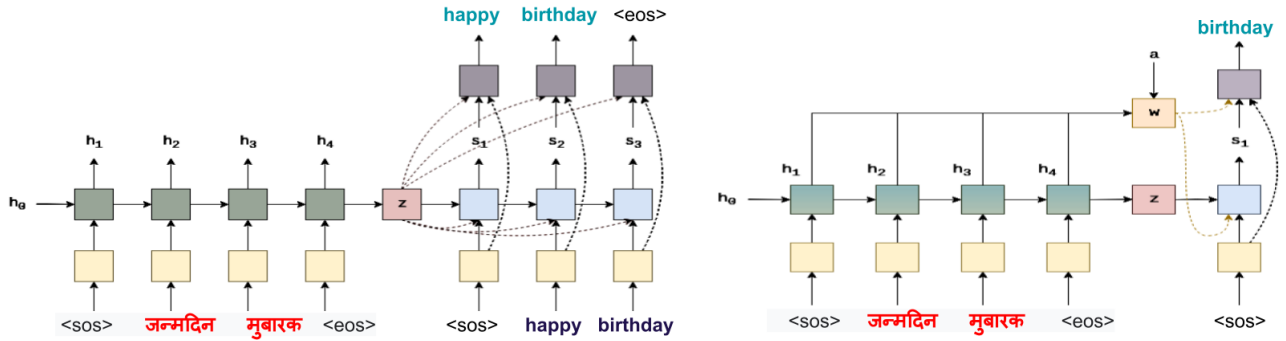 happy birthday <eos>
h1 h2 h3 h4 s1 s2 s3
h0 z
<sos> जन्मदिन मुबारक <eos> <sos> happy birthday
birthday
a
w
h1 h2 h3 h4 s1
h0 z
<sos> जन्मदिन मुबारक <eos> <sos>